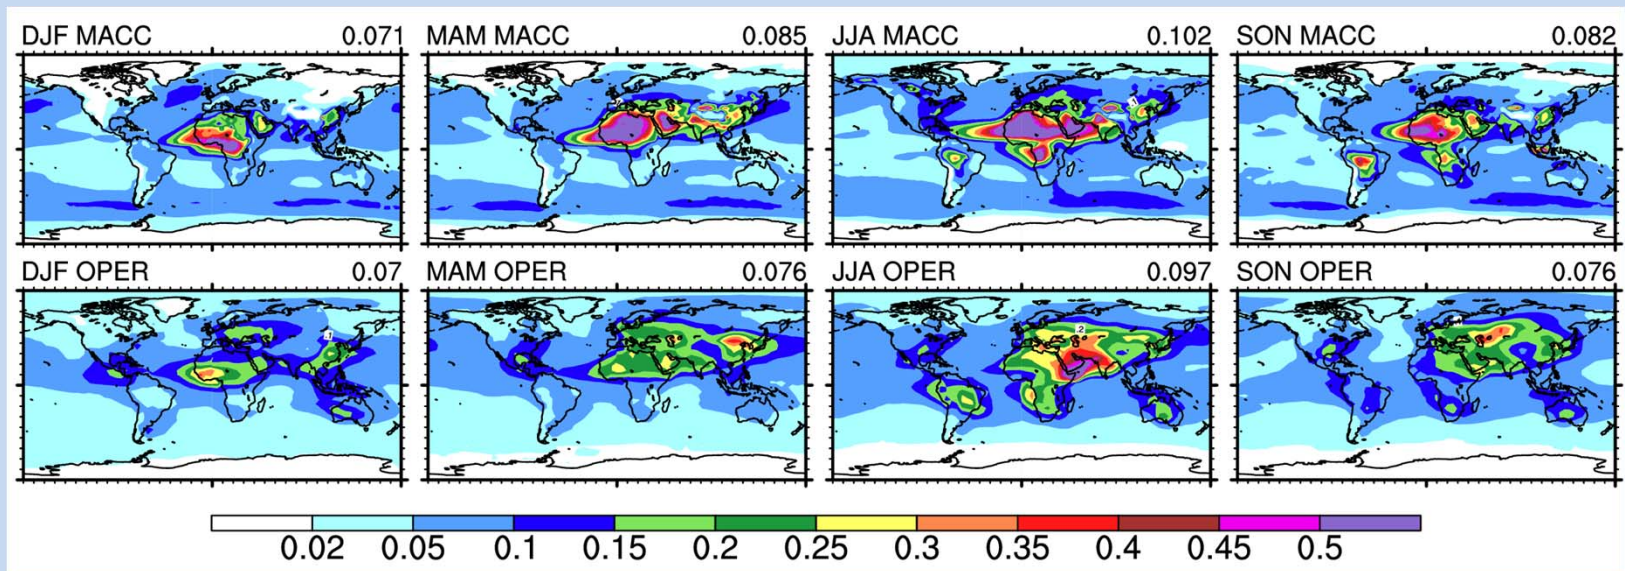 DJF MACC 0.071
MAM MACC 0.085
JJA MACC 0.102
SON MACC 0.082
DJF OPER 0.07
MAM OPER 0.076
JJA OPER 0.097
SON OPER 0.076
.1
.2
0.02 0.05 0.1 0.15 0.2 0.25 0.3 0.35 0.4 0.45 0.5